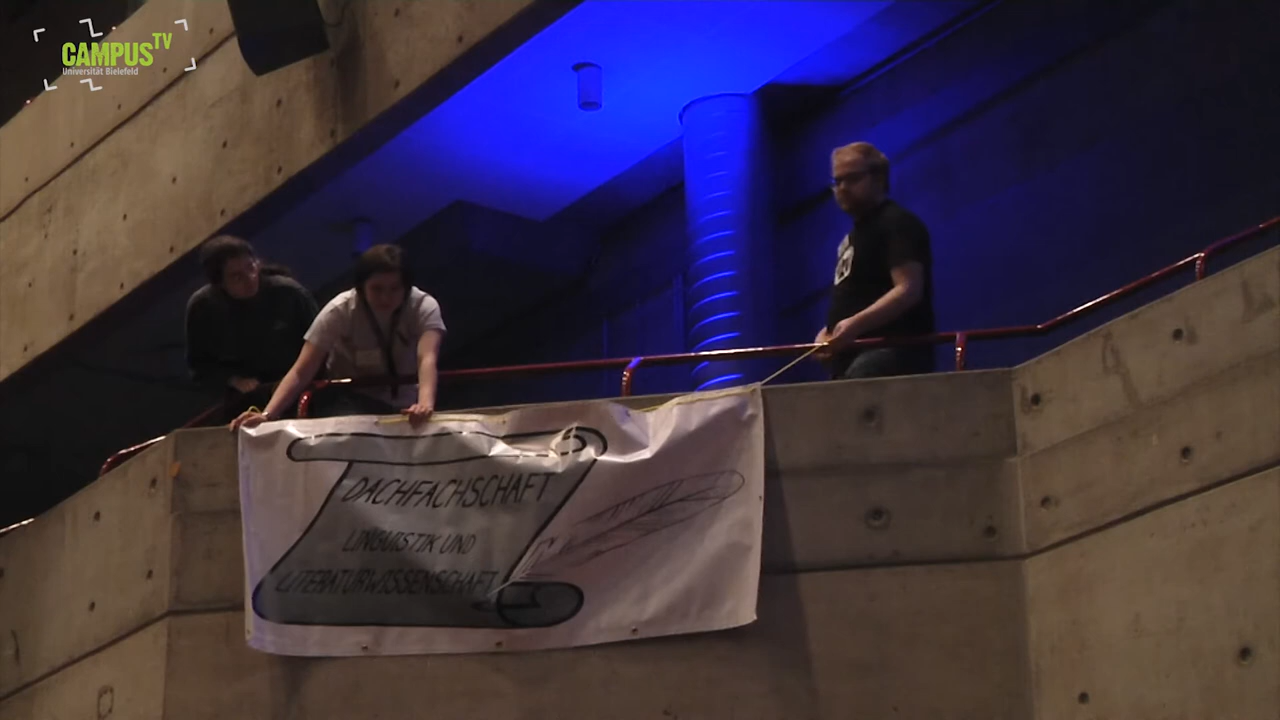 CAMPUS TV
Universität Bielefeld
DACHFACHSCHAFT
LINGUISTIK UND
LITERATURWISSENSCHAFT